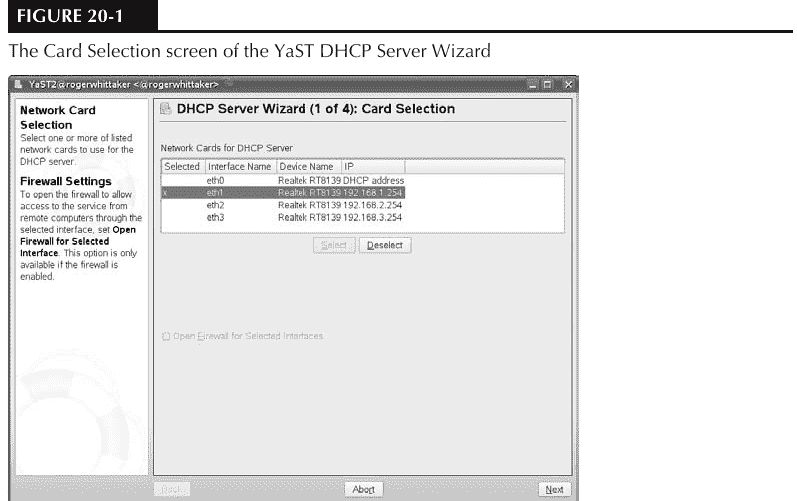 FIGURE 20-1
The Card Selection screen of the YaST DHCP Server Wizard
YaST2@rogerwhittaker <@rogerwhittaker>
Network Card
Selection
Select one or more of listed
network cards to use for the
DHCP server.
Firewall Settings
To open the firewall to allow
access to the service from
remote computers through the
selected interface, set Open
Firewall for Selected
Interface. This option is only
available if the firewall is
enabled.
DHCP Server Wizard (1 of 4): Card Selection
Network Cards for DHCP Server
Selected Interface Name Device Name IP
eth0 Realtek RT8139 DHCP address
x eth1 Realtek RT8139 192.168.1.254
eth2 Realtek RT8139 192.168.2.254
eth3 Realtek RT8139 192.168.3.254
Select Deselect
Open Firewall for Selected Interfaces
Back Abort Next